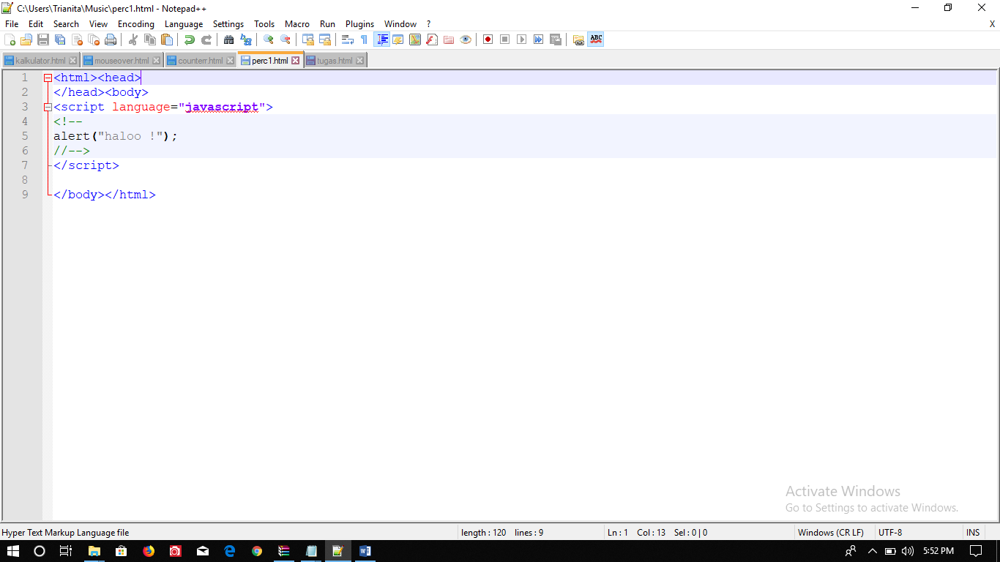 C:\Users\Trianita\Music\perc1.html - Notepad++
File Edit Search View Encoding Language Settings Tools Macro Run Plugins Window ? X
ABC
kalkulator.html mouseover.html counterr.html perc1.html tugas.html
1 <html><head>
2 </head><body>
3 <script language="javascript">
4 <!--
5 alert("haloo !");
6 //-->
7 </script>
8
9 </body></html>
Activate Windows
Go to Settings to activate Windows.
Hyper Text Markup Language file length : 120 lines : 9 Ln : 1 Col : 13 Sel : 0 | 0 Windows (CR LF) UTF-8 INS
5:52 PM